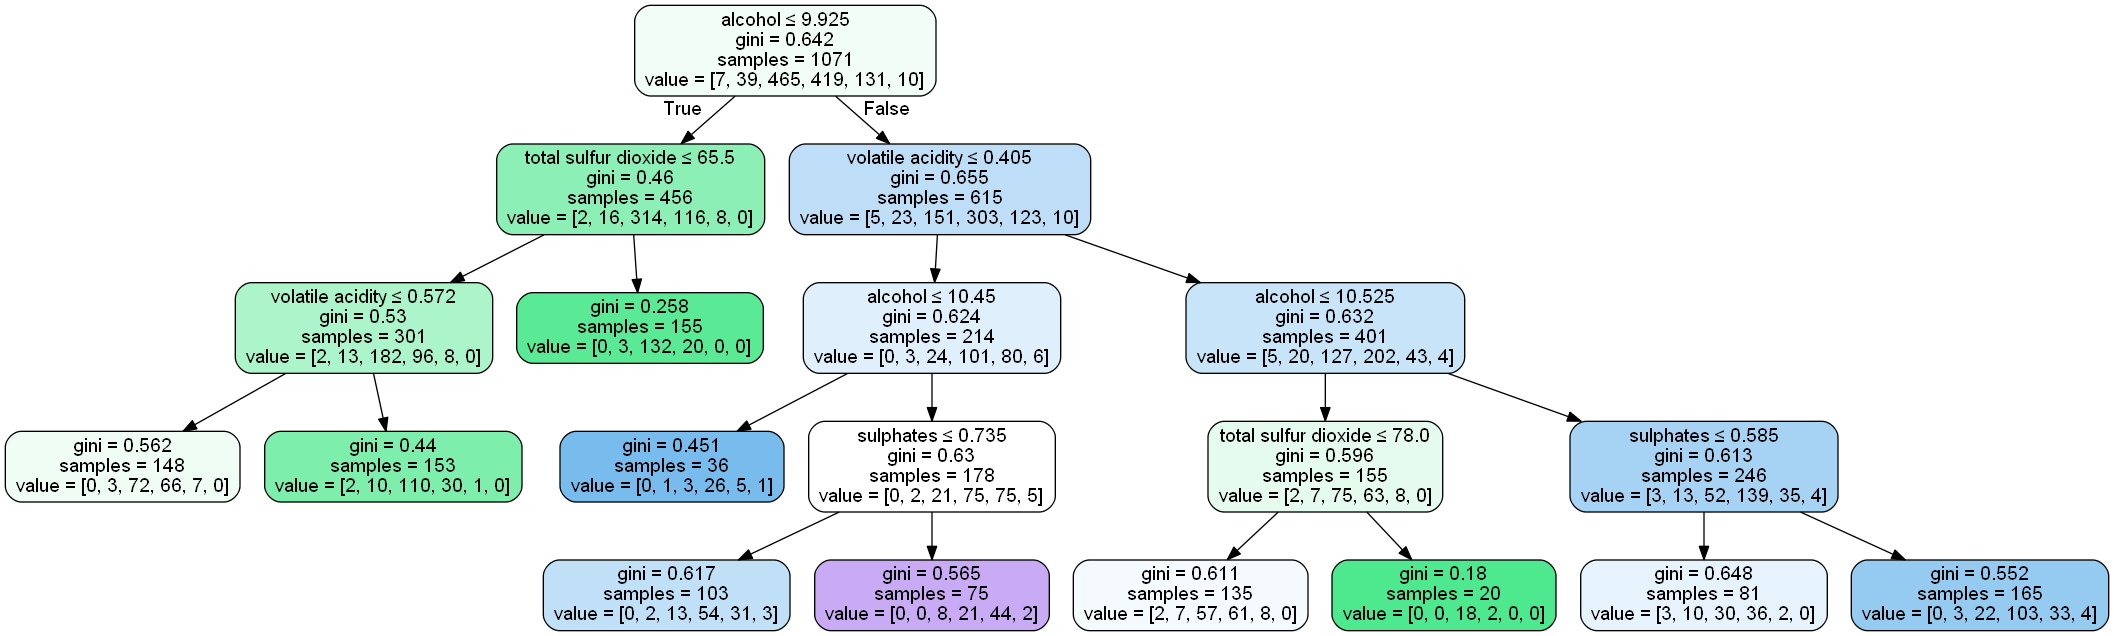 alcohol ≤ 9.925
gini = 0.642
samples = 1071
value = [7, 39, 465, 419, 131, 10]
True
False
total sulfur dioxide ≤ 65.5
gini = 0.46
samples = 456
value = [2, 16, 314, 116, 8, 0]
volatile acidity ≤ 0.405
gini = 0.655
samples = 615
value = [5, 23, 151, 303, 123, 10]
volatile acidity ≤ 0.572
gini = 0.53
samples = 301
value = [2, 13, 182, 96, 8, 0]
gini = 0.258
samples = 155
value = [0, 3, 132, 20, 0, 0]
alcohol ≤ 10.45
gini = 0.624
samples = 214
value = [0, 3, 24, 101, 80, 6]
alcohol ≤ 10.525
gini = 0.632
samples = 401
value = [5, 20, 127, 202, 43, 4]
gini = 0.562
samples = 148
value = [0, 3, 72, 66, 7, 0]
gini = 0.44
samples = 153
value = [2, 10, 110, 30, 1, 0]
gini = 0.451
samples = 36
value = [0, 1, 3, 26, 5, 1]
sulphates ≤ 0.735
gini = 0.63
samples = 178
value = [0, 2, 21, 75, 75, 5]
total sulfur dioxide ≤ 78.0
gini = 0.596
samples = 155
value = [2, 7, 75, 63, 8, 0]
sulphates ≤ 0.585
gini = 0.613
samples = 246
value = [3, 13, 52, 139, 35, 4]
gini = 0.617
samples = 103
value = [0, 2, 13, 54, 31, 3]
gini = 0.565
samples = 75
value = [0, 0, 8, 21, 44, 2]
gini = 0.611
samples = 135
value = [2, 7, 57, 61, 8, 0]
gini = 0.18
samples = 20
value = [0, 0, 18, 2, 0, 0]
gini = 0.648
samples = 81
value = [3, 10, 30, 36, 2, 0]
gini = 0.552
samples = 165
value = [0, 3, 22, 103, 33, 4]